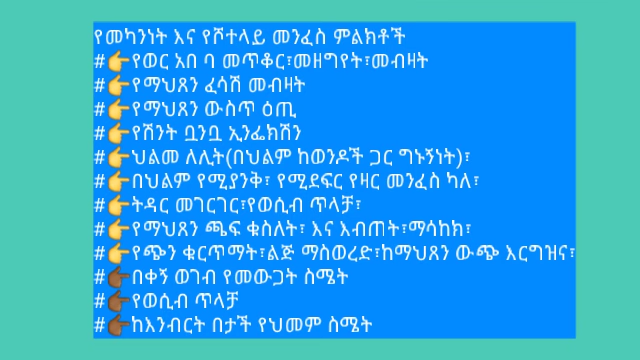 የመካንነት እና የሾተላይ መንፈስ ምልክቶች
#👉የወር አበ ባ መጥቆር፣መዘግየት፣መብዛት
#👉የማህጸን ፈሳሽ መብዛት
#👉የማህጸን ውስጥ ዕጢ
#👉የሽንት ቧንቧ ኢንፌክሽን
#👉ህልመ ለሊት(በህልም ከወንዶች ጋር ግኑኝነት)፣
#👉በህልም የሚያንቅ፣ የሚደፍር የዛር መንፈስ ካለ፣
#👉ትዳር መገርገር፣የወሲብ ጥላቻ፣
#👉የማህጸን ጫፍ ቁስለት፣ እና እብጠት፣ማሳከክ፣
#👉የጭን ቁርጥማት፣ልጅ ማስወረድ፣ከማህጸን ውጭ እርግዝና፣
#👉🏾በቀኝ ወገብ የመውጋት ስሜት
#👉🏾የወሲብ ጥላቻ
#👉🏾ከእንብርት በታች የህመም ስሜት